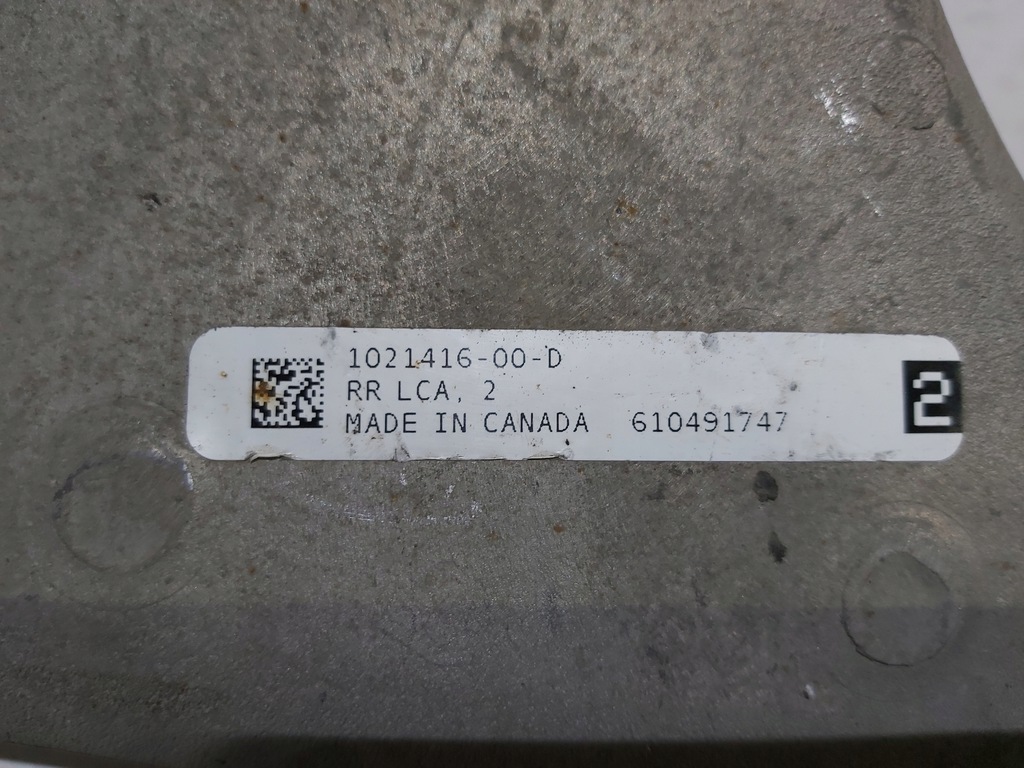 1021416-00-D
RR LCA, 2
MADE IN CANADA 610491747
2